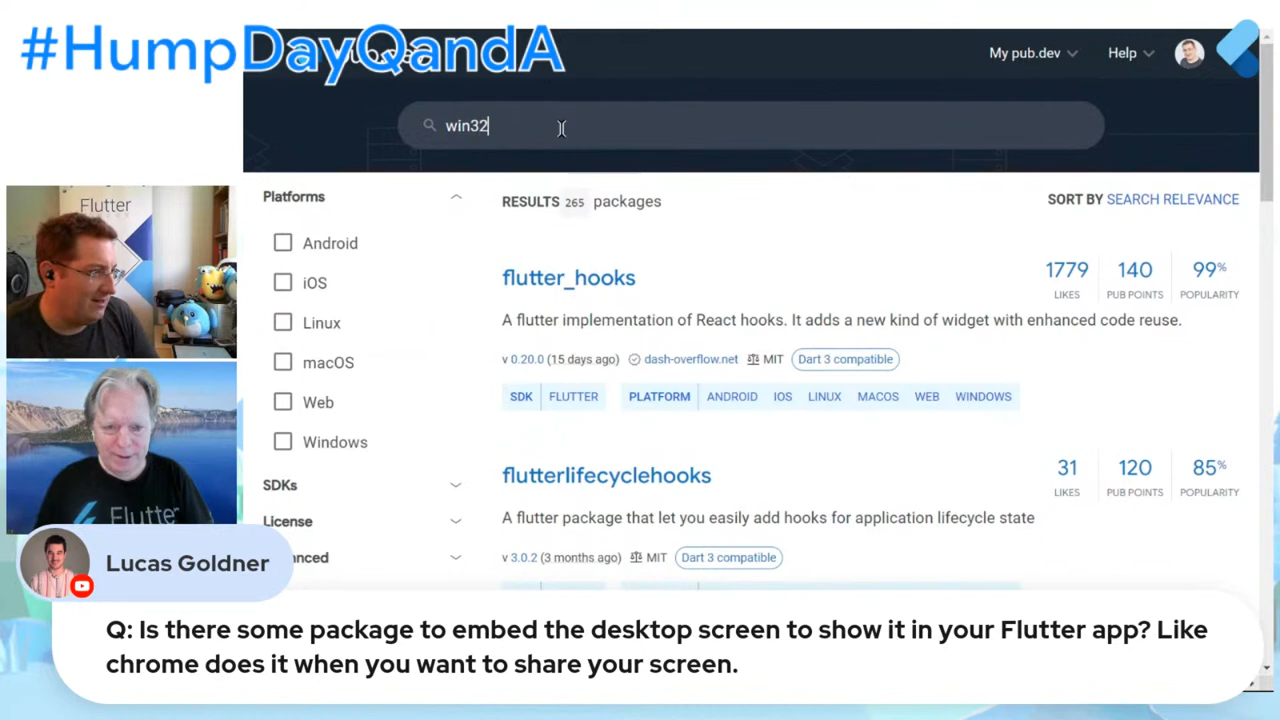 #HumpDayQandA
My pub.dev
Help
win32
Flutter
Flutter
Platforms
Android
iOS
Linux
macOS
Web
Windows
SDKs
License
RESULTS 265 packages
SORT BY SEARCH RELEVANCE
flutter_hooks
1779 LIKES
140 PUB POINTS
99% POPULARITY
A flutter implementation of React hooks. It adds a new kind of widget with enhanced code reuse.
v 0.20.0 (15 days ago) dash-overflow.net MIT Dart 3 compatible
SDK FLUTTER PLATFORM ANDROID IOS LINUX MACOS WEB WINDOWS
flutterlifecyclehooks
31 LIKES
120 PUB POINTS
85% POPULARITY
A flutter package that let you easily add hooks for application lifecycle state
v 3.0.2 (3 months ago) MIT Dart 3 compatible
Lucas Goldner
Q: Is there some package to embed the desktop screen to show it in your Flutter app? Like
chrome does it when you want to share your screen.